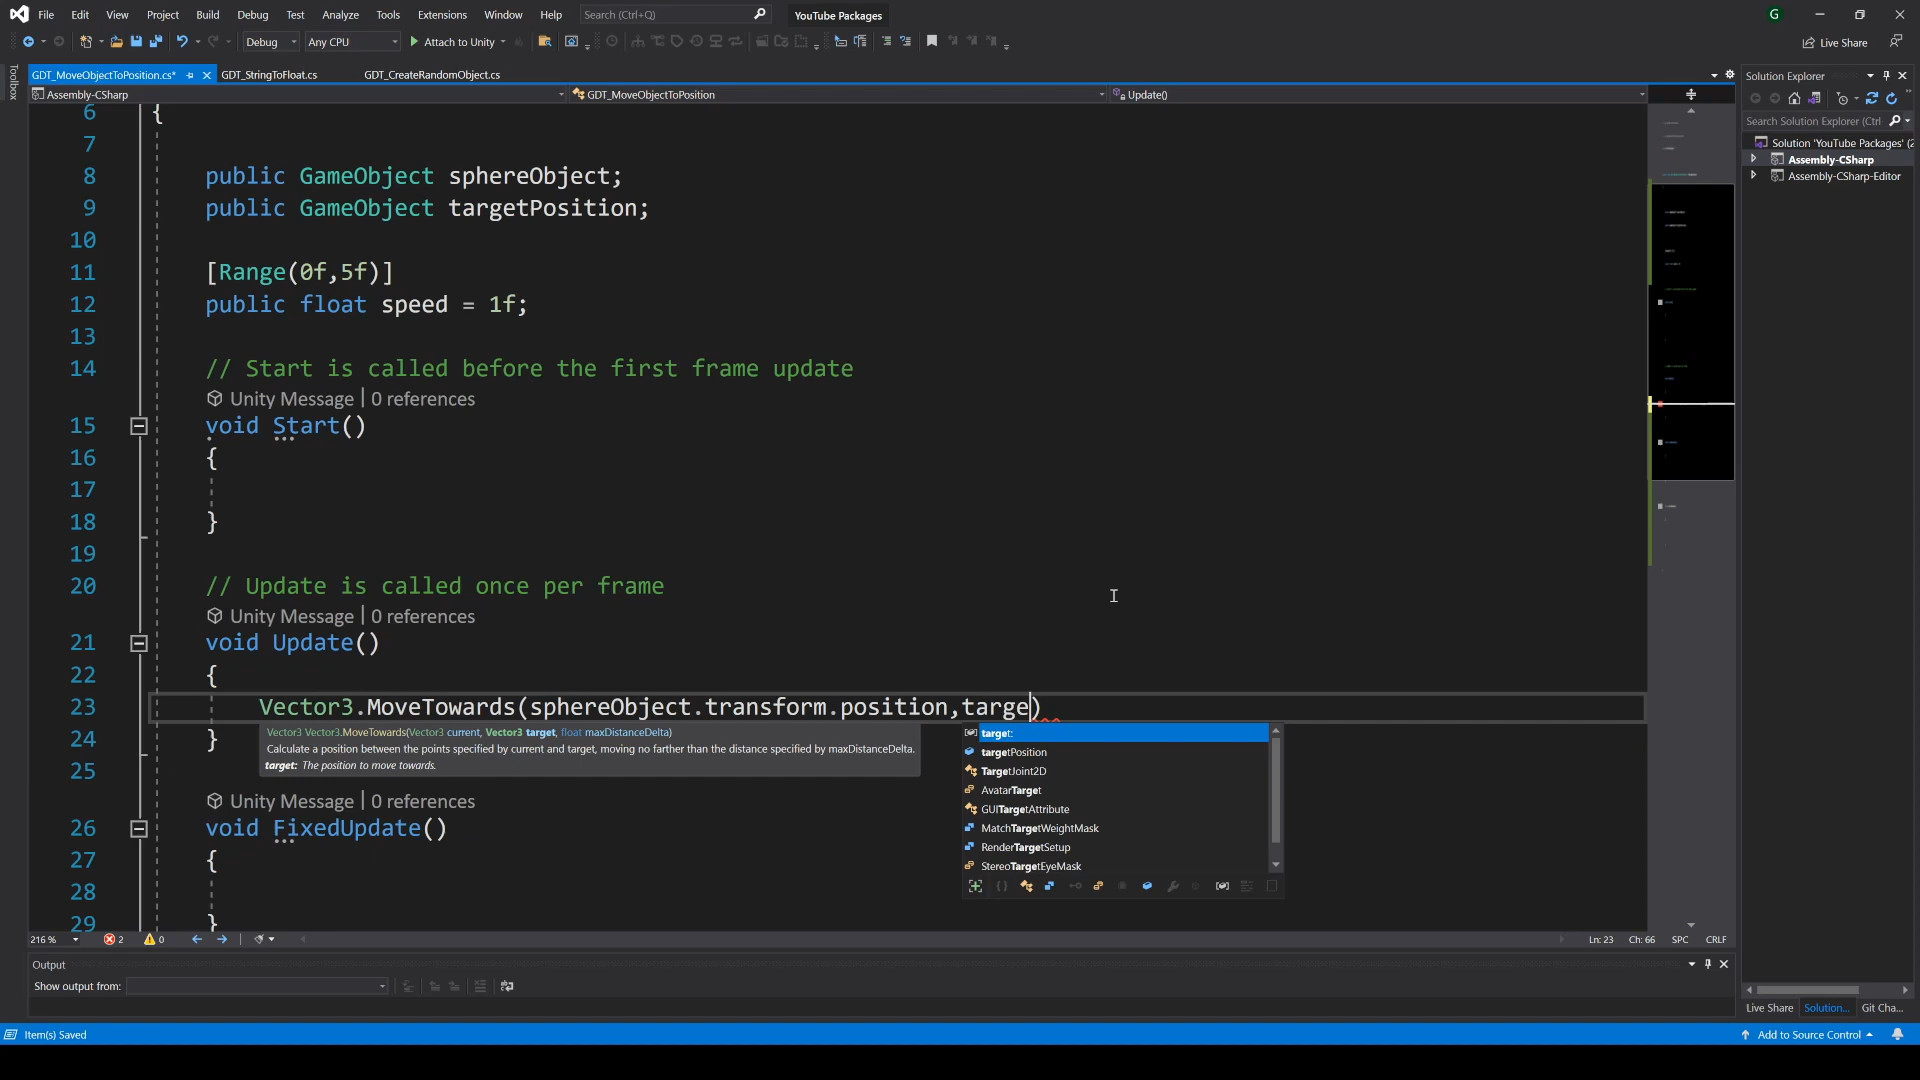 File Edit View Project Build Debug Test Analyze Tools Extensions Window Help Search (Ctrl+Q) YouTube Packages G
Debug Any CPU Attach to Unity Live Share
Toolbox
GDT_MoveObjectToPosition.cs* GDT_StringToFloat.cs GDT_CreateRandomObject.cs
Assembly-CSharp GDT_MoveObjectToPosition Update()
6 {
7
8 public GameObject sphereObject;
9 public GameObject targetPosition;
10
11 [Range(0f,5f)]
12 public float speed = 1f;
13
14 // Start is called before the first frame update
Unity Message | 0 references
15 void Start()
16 {
17
18 }
19
20 // Update is called once per frame
Unity Message | 0 references
21 void Update()
22 {
23 Vector3.MoveTowards(sphereObject.transform.position,targe)
24 }
25
Vector3 Vector3.MoveTowards(Vector3 current, Vector3 target, float maxDistanceDelta)
Calculate a position between the points specified by current and target, moving no farther than the distance specified by maxDistanceDelta.
target: The position to move towards.
target:
targetPosition
TargetJoint2D
AvatarTarget
GUITargetAttribute
MatchTargetWeightMask
RenderTargetSetup
StereoTargetEyeMask
Unity Message | 0 references
26 void FixedUpdate()
27 {
28
29 }
216 % 2 0 Ln: 23 Ch: 66 SPC CRLF
Output
Show output from:
Solution Explorer
Search Solution Explorer (Ctrl
Solution 'YouTube Packages' (2
Assembly-CSharp
Assembly-CSharp-Editor
Live Share Solution... Git Cha...
Item(s) Saved Add to Source Control